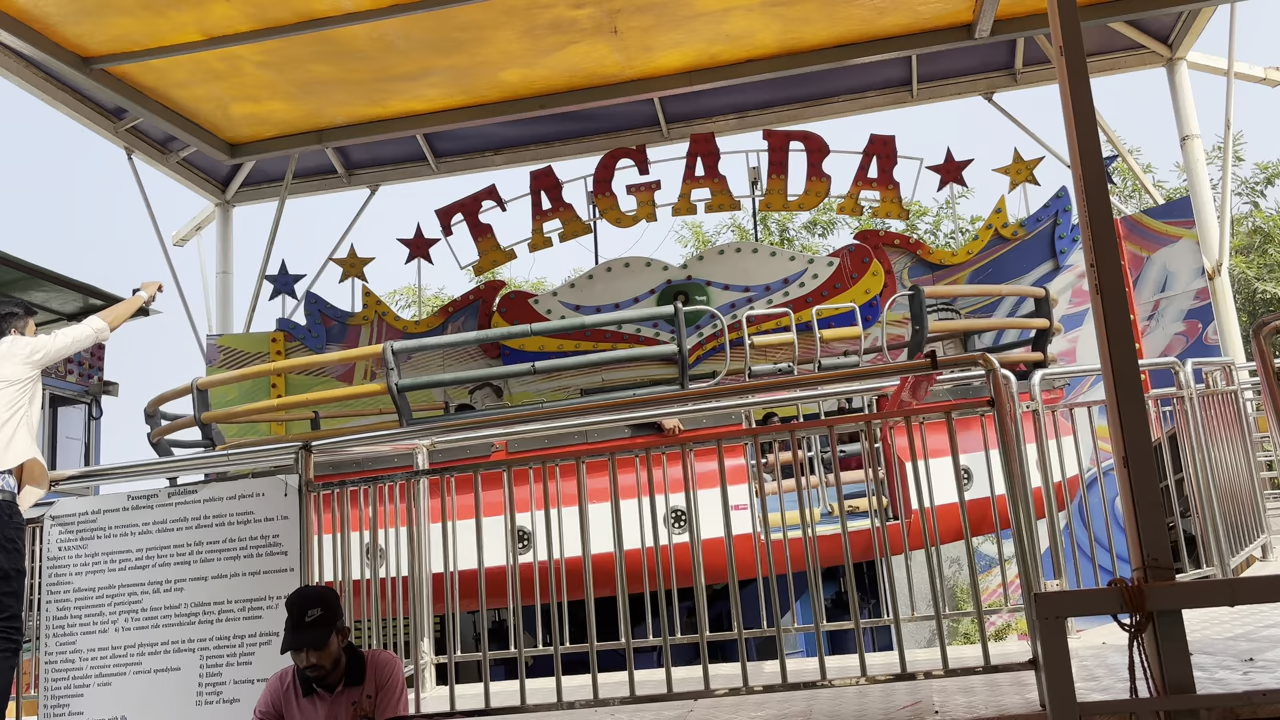 TAGADA
Passengers' guidelines
Amusement park shall present the following content production publicity card placed in a
prominent position!
1. Before participating in recreation, one should carefully read the notice to tourists.
2. Children should be led to ride by adults; children are not allowed with the height less than 1.1m.
3. WARNING!
Subject to the height requirements, any participant must be fully aware of the fact that they are
voluntary to take part in the game, and they have to bear all the consequences and responsibility,
if there is any property loss and endanger of safety owning to failure to comply with the following
conditions
There are following possible phenomena during the game running: sudden jolts in rapid succession in
an instant, positive and negative spin, rise, fall, and stop.
4. Safety requirements of participants!
1) Hands hang naturally, not gruping the fence behind! 2) Children must be accompanied by an
3) Long hair must be tied up! 4) You cannot carry belongings (keys, glasses, cell phone, etc.)!
5) Alcoholics cannot ride! 6) You cannot ride extravehicular during the device runtime.
5. Caution!
For your safety, you must have good physique and not in the case of taking drugs and drinking
when riding. You are not allowed to ride under the following cases, otherwise all your peril!
1) Osteoporosis / recessive osteoporosis
2) persons with plaster
3) tapered shoulder inflammation / cervical spondylosis
4) lumbar disc hernia
5) Loss old lumbar / sciatic
6) Elderly
7) Hypertension
8) pregnant / lactating wom
9) epilepsy
10) vertigo
11) heart disease
12) fear of heights
NIKE